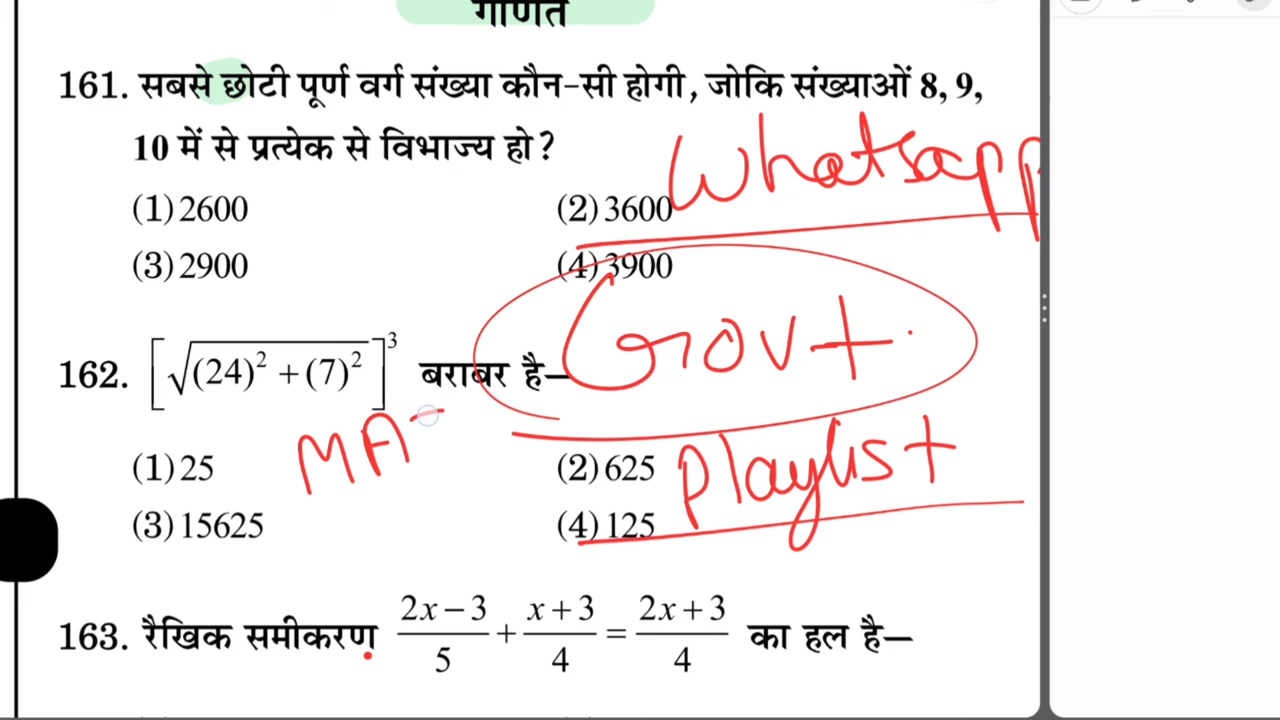 गणित
161. सबसे छोटी पूर्ण वर्ग संख्या कौन-सी होगी, जोकि संख्याओं 8, 9,
10 में से प्रत्येक से विभाज्य हो?
Whatsapp
(1) 2600 (2) 3600
(3) 2900 (4) 3900
Govt.
162. [√(24)² + (7)²]³ बराबर है–
MA
(1) 25 (2) 625
Playlist
(3) 15625 (4) 125
163. रैखिक समीकरण (2x – 3)/5 + (x + 3)/4 = (2x + 3)/4 का हल है–